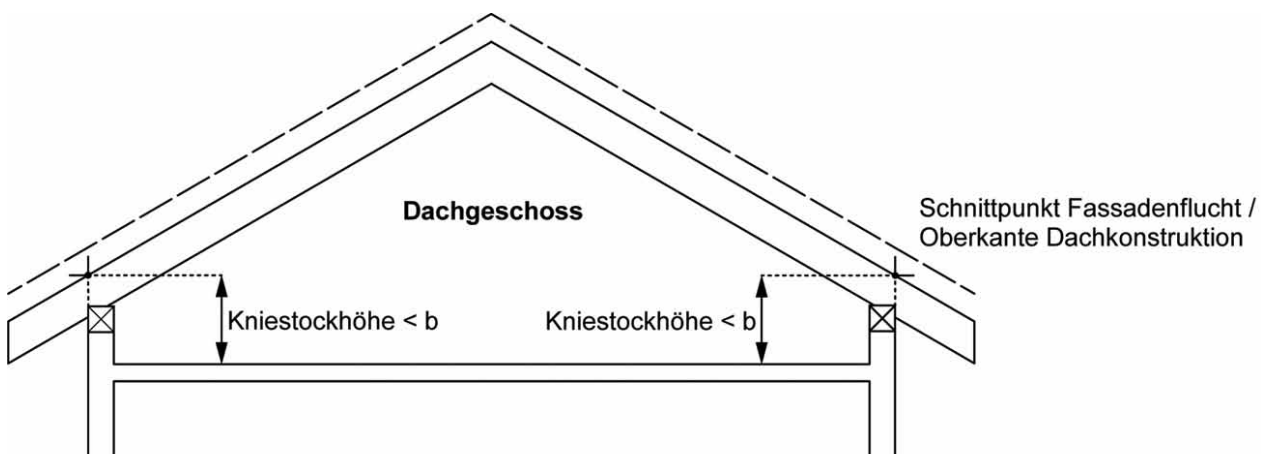 Dachgeschoss
Schnittpunkt Fassadenflucht /
Oberkante Dachkonstruktion
Kniestockhöhe < b
Kniestockhöhe < b